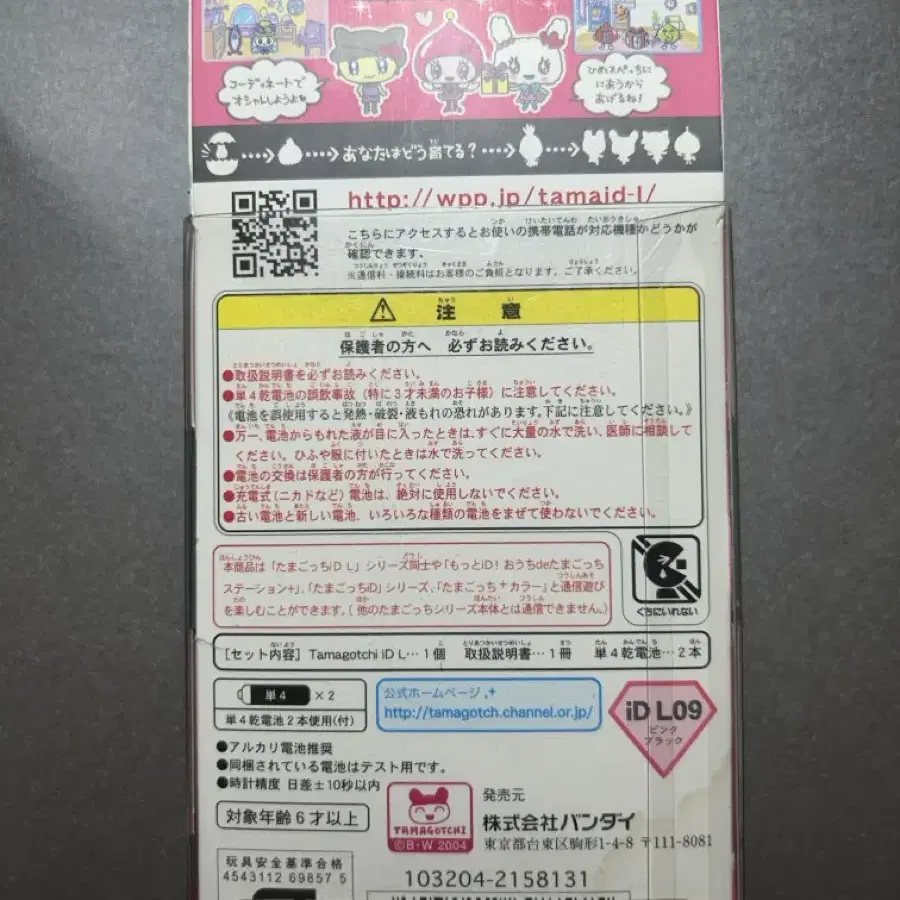 コーディネートで
オシャレしようよ
ひめスペっちに
にあうから
あげるね!
あなたはどう育てる?
http://wpp.jp/tamaid-l/
こちらにアクセスするとお使いの携帯電話が対応機種かどうかが
確認できます。
※通信料・接続料はお客様のご負担となります。ご了承ください。
注意
保護者の方へ 必ずお読みください。
●取扱説明書を必ずお読みください。
●単4乾電池の誤飲事故(特に3才未満のお子様)に注意してください。
《電池を誤使用すると発熱・破裂・液もれの恐れがあります。下記に注意してください。》
●万一、電池からもれた液が目に入ったときは、すぐに大量の水で洗い、医師に相談して
ください。ひふや服に付いたときは水で洗ってください。
●電池の交換は保護者の方が行ってください。
●充電式(ニカドなど)電池は、絶対に使用しないでください。
●古い電池と新しい電池、いろいろな種類の電池をまぜて使わないでください。
本商品は「たまごっちiD L」シリーズ同士や「もっとiD!おうちdeたまごっち
ステーション+」、「たまごっちiD」シリーズ、「たまごっち+カラー」と通信遊び
を楽しむことができます。(他のたまごっちシリーズ本体とは通信できません。)
くちにいれない
[セット内容] Tamagotchi iD L…1個 取扱説明書…1冊 単4乾電池…2本
単4 ×2
単4乾電池2本使用(付)
公式ホームページ
http://tamagotch.channel.or.jp/
iD L09
ピンク
ブラック
●アルカリ電池推奨
●同梱されている電池はテスト用です。
●時計精度 日差±10秒以内
対象年齢6才以上
TAMAGOTCHI
©B・W 2004
発売元
株式会社バンダイ
東京都台東区駒形1-4-8 〒111-8081
玩具安全基準合格
4543112 69857 5
103204-2158131